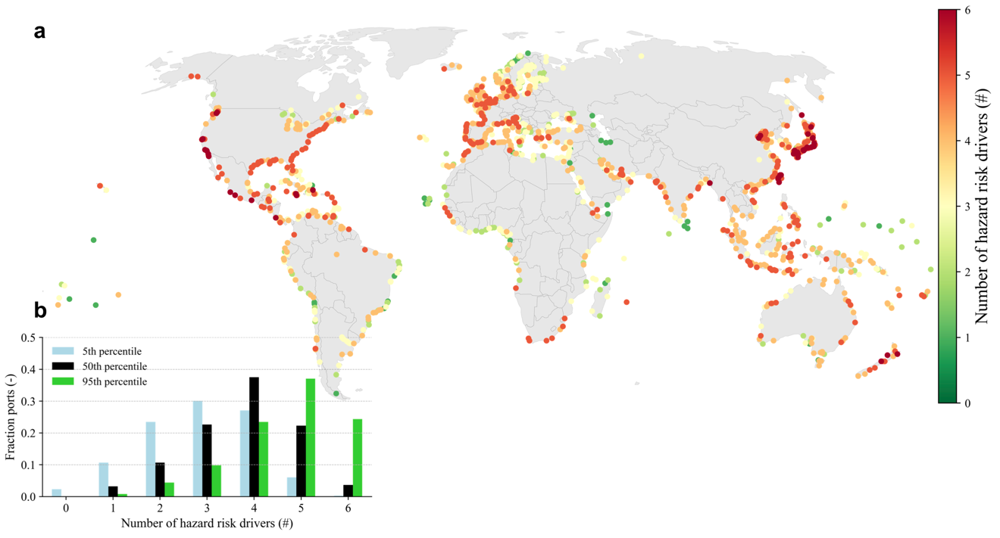 a
6
5
4
3
2
1
0
Number of hazard risk drivers (#)
b
0.5
0.4
0.3
0.2
0.1
0.0
Fraction ports (-)
5th percentile
50th percentile
95th percentile
0 1 2 3 4 5 6
Number of hazard risk drivers (#)